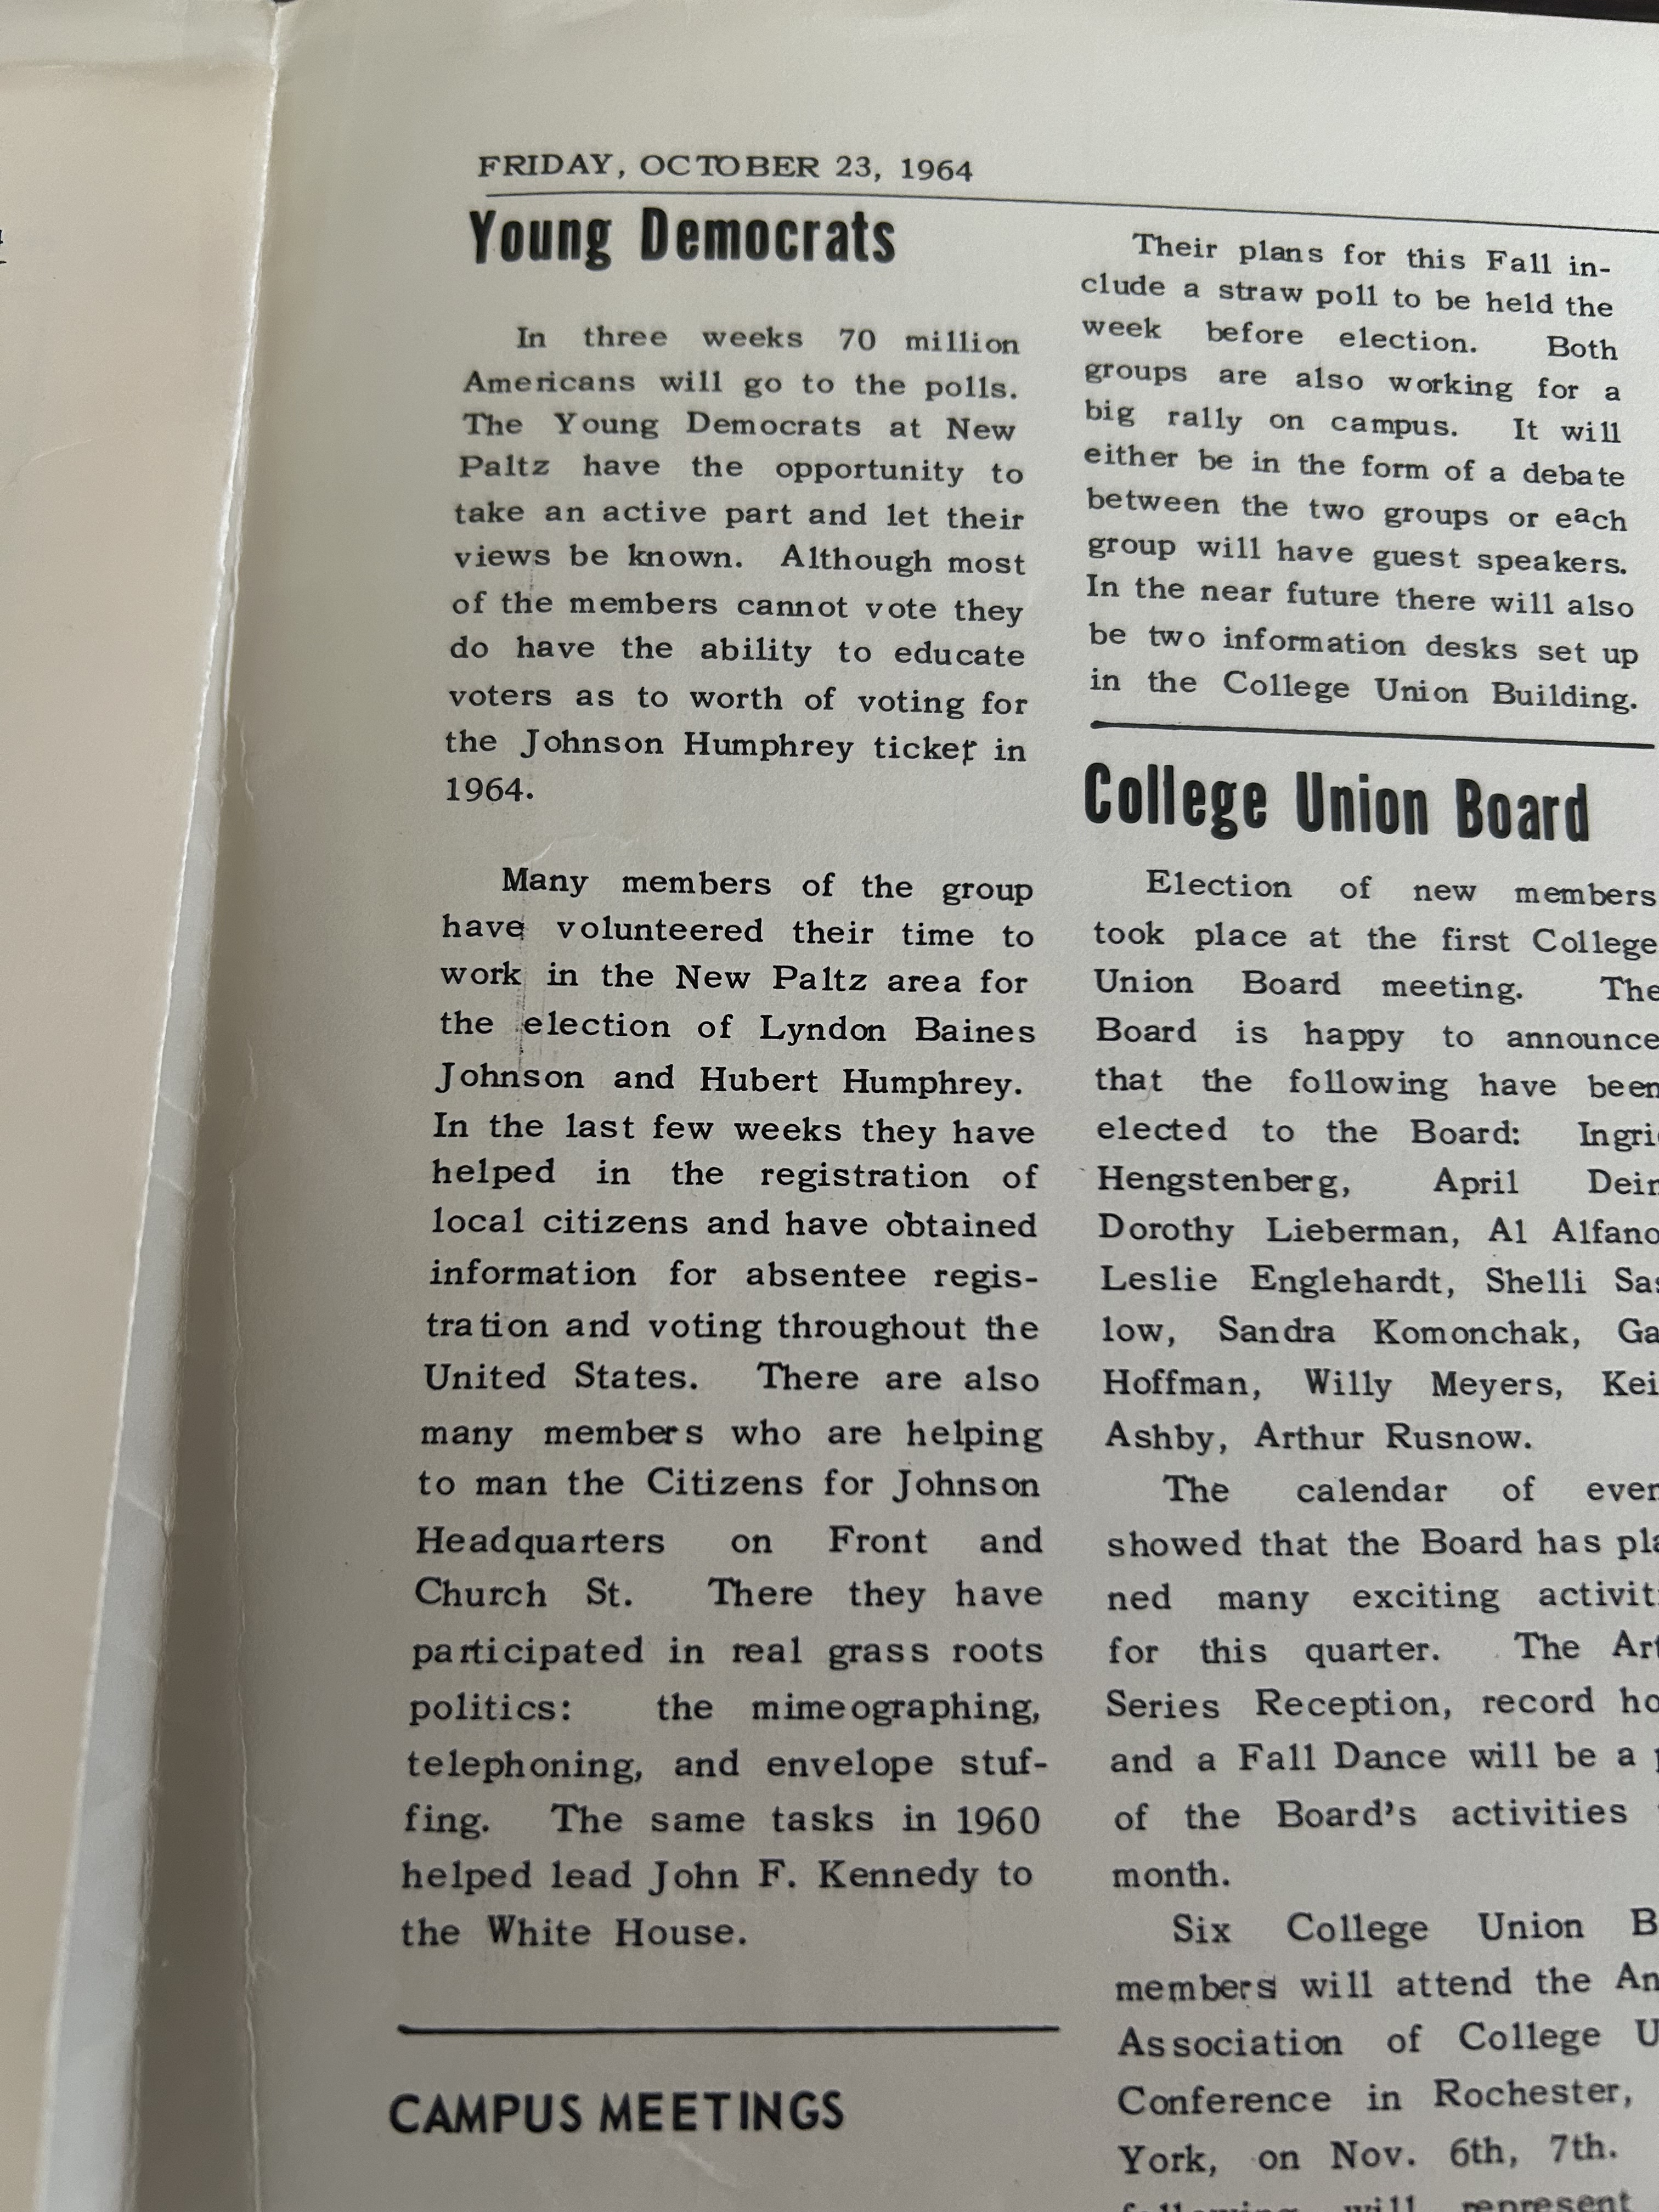 FRIDAY, OCTOBER 23, 1964
Young Democrats
In three weeks 70 million
Americans will go to the polls.
The Young Democrats at New
Paltz have the opportunity to
take an active part and let their
views be known. Although most
of the members cannot vote they
do have the ability to educate
voters as to worth of voting for
the Johnson Humphrey ticket in
1964.
Many members of the group
have volunteered their time to
work in the New Paltz area for
the election of Lyndon Baines
Johnson and Hubert Humphrey.
In the last few weeks they have
helped in the registration of
local citizens and have obtained
information for absentee regis-
tration and voting throughout the
United States. There are also
many members who are helping
to man the Citizens for Johnson
Headquarters on Front and
Church St. There they have
participated in real grass roots
politics: the mimeographing,
telephoning, and envelope stuf-
fing. The same tasks in 1960
helped lead John F. Kennedy to
the White House.
CAMPUS MEETINGS
Their plans for this Fall in-
clude a straw poll to be held the
week before election. Both
groups are also working for a
big rally on campus. It will
either be in the form of a debate
between the two groups or each
group will have guest speakers.
In the near future there will also
be two information desks set up
in the College Union Building.
College Union Board
Election of new members
took place at the first College
Union Board meeting. The
Board is happy to announce
that the following have been
elected to the Board:
Hengstenberg, April
Dorothy Lieberman, Al Alfano
Leslie Englehardt, Shelli
low, Sandra Komonchak,
Hoffman, Willy Meyers,
Ashby, Arthur Rusnow.
The calendar of
showed that the Board has
ned many exciting
for this quarter. The
Series Reception, record
and a Fall Dance will be a
of the Board's activities
month.
Six College Union
members will attend the
Association of College
Conference in Rochester,
York, on Nov. 6th, 7th.
will represent